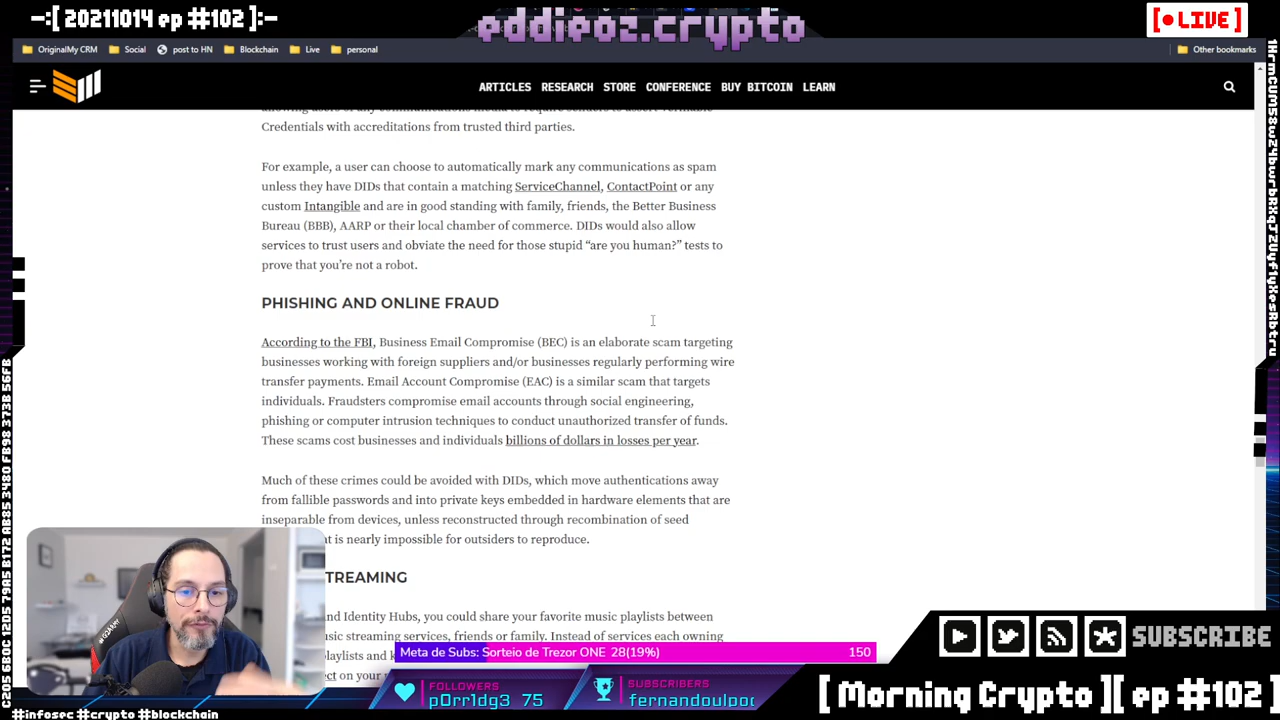 -:[ 20211014 ep #102 ]:-
eddieoz.crypto
[●LIVE]
OriginalMy CRM
Social
post to HN
Blockchain
Live
personal
Other bookmarks
ARTICLES RESEARCH STORE CONFERENCE BUY BITCOIN LEARN
Credentials with accreditations from trusted third parties.
For example, a user can choose to automatically mark any communications as spam
unless they have DIDs that contain a matching ServiceChannel, ContactPoint or any
custom Intangible and are in good standing with family, friends, the Better Business
Bureau (BBB), AARP or their local chamber of commerce. DIDs would also allow
services to trust users and obviate the need for those stupid “are you human?” tests to
prove that you’re not a robot.
PHISHING AND ONLINE FRAUD
According to the FBI, Business Email Compromise (BEC) is an elaborate scam targeting
businesses working with foreign suppliers and/or businesses regularly performing wire
transfer payments. Email Account Compromise (EAC) is a similar scam that targets
individuals. Fraudsters compromise email accounts through social engineering,
phishing or computer intrusion techniques to conduct unauthorized transfer of funds.
These scams cost businesses and individuals billions of dollars in losses per year.
Much of these crimes could be avoided with DIDs, which move authentications away
from fallible passwords and into private keys embedded in hardware elements that are
inseparable from devices, unless reconstructed through recombination of seed
is nearly impossible for outsiders to reproduce.
TREAMING
nd Identity Hubs, you could share your favorite music playlists between
sic streaming services, friends or family. Instead of services each owning
playlists and
on your
Meta de Subs: Sorteio de Trezor ONE 28(19%) 150
FOLLOWERS
p0rr1dg3 75
SUBSCRIBERS
fernandoulpoc
SUBSCRIBE
[ Morning Crypto ][ ep #102 ]
#infosec #crypto #blockchain